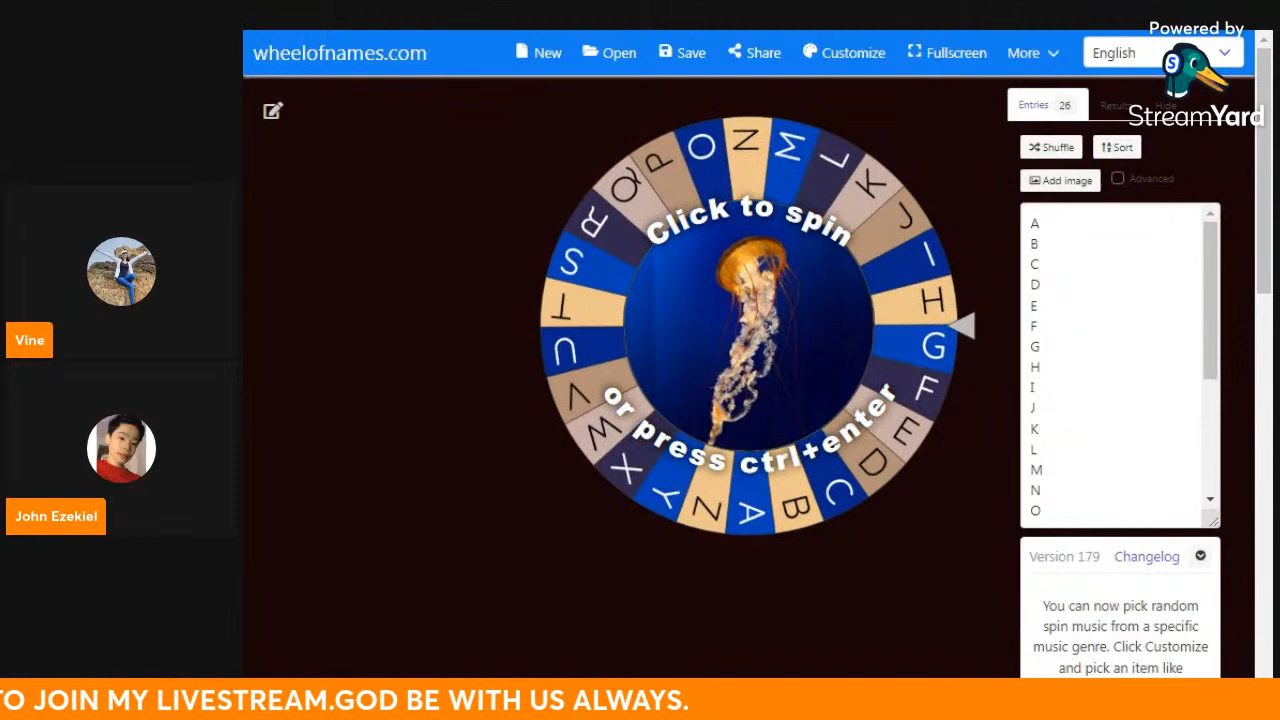 Powered by
StreamYard
wheelofnames.com
New
Open
Save
Share
Customize
Fullscreen
More
English
Entries 26
Results
Hide
Shuffle
Sort
Add image
Advanced
Click to spin
or press ctrl+enter
A
B
C
D
E
F
G
H
I
J
K
L
M
N
O
P
Q
R
S
T
U
V
W
X
Y
Z
A
B
C
D
E
F
G
H
I
J
K
L
M
N
O
Vine
John Ezekiel
Version 179 Changelog
You can now pick random
spin music from a specific
music genre. Click Customize
and pick an item like
TO JOIN MY LIVESTREAM.GOD BE WITH US ALWAYS.